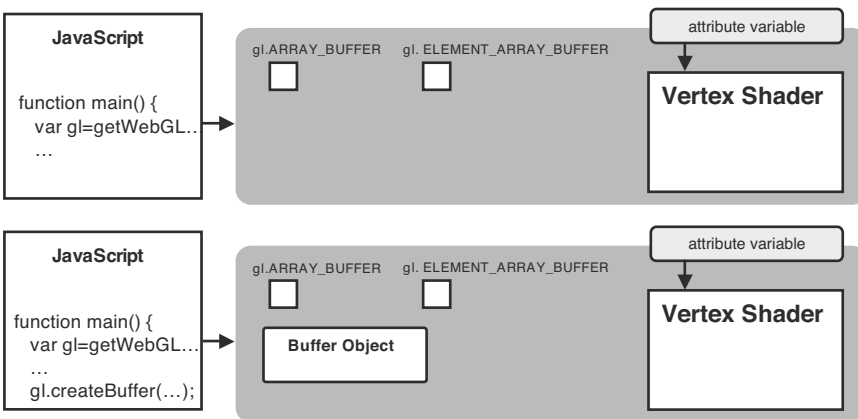 JavaScript
function main() {
var gl=getWebGL…
…
gl.ARRAY_BUFFER
gl. ELEMENT_ARRAY_BUFFER
attribute variable
Vertex Shader
JavaScript
function main() {
var gl=getWebGL…
…
gl.createBuffer(…);
gl.ARRAY_BUFFER
gl. ELEMENT_ARRAY_BUFFER
Buffer Object
attribute variable
Vertex Shader